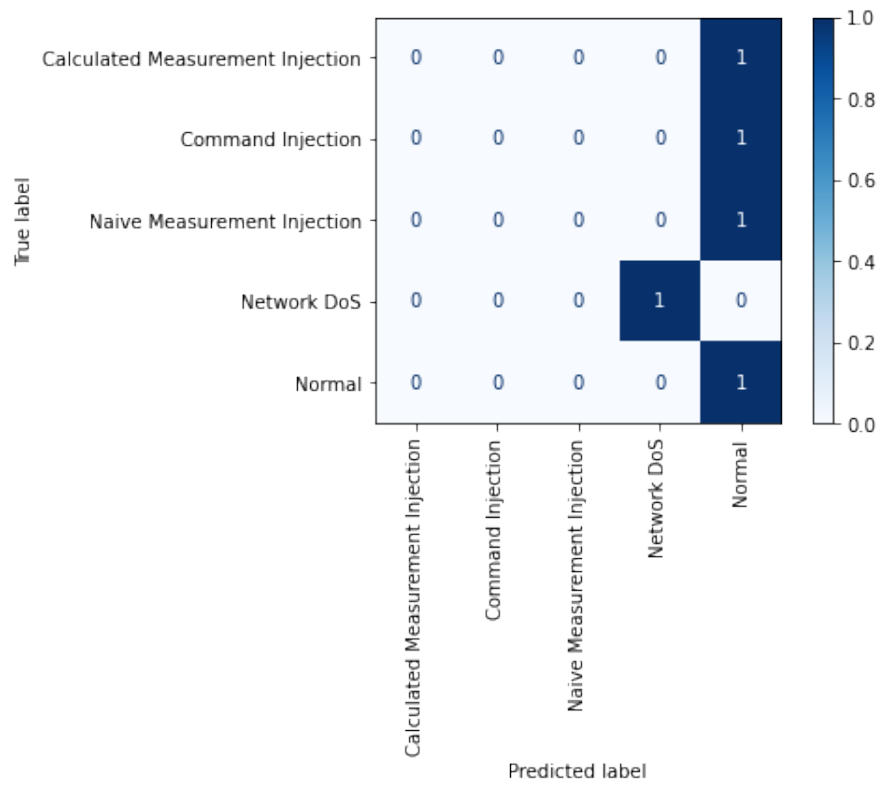 1.0
Calculated Measurement Injection 0 0 0 0 1
0.8
Command Injection 0 0 0 0 1
0.6
Naive Measurement Injection 0 0 0 0 1
0.4
Network DoS 0 0 0 1 0
0.2
Normal 0 0 0 0 1
0.0
True label
Calculated Measurement Injection
Command Injection
Naive Measurement Injection
Network DoS
Normal
Predicted label